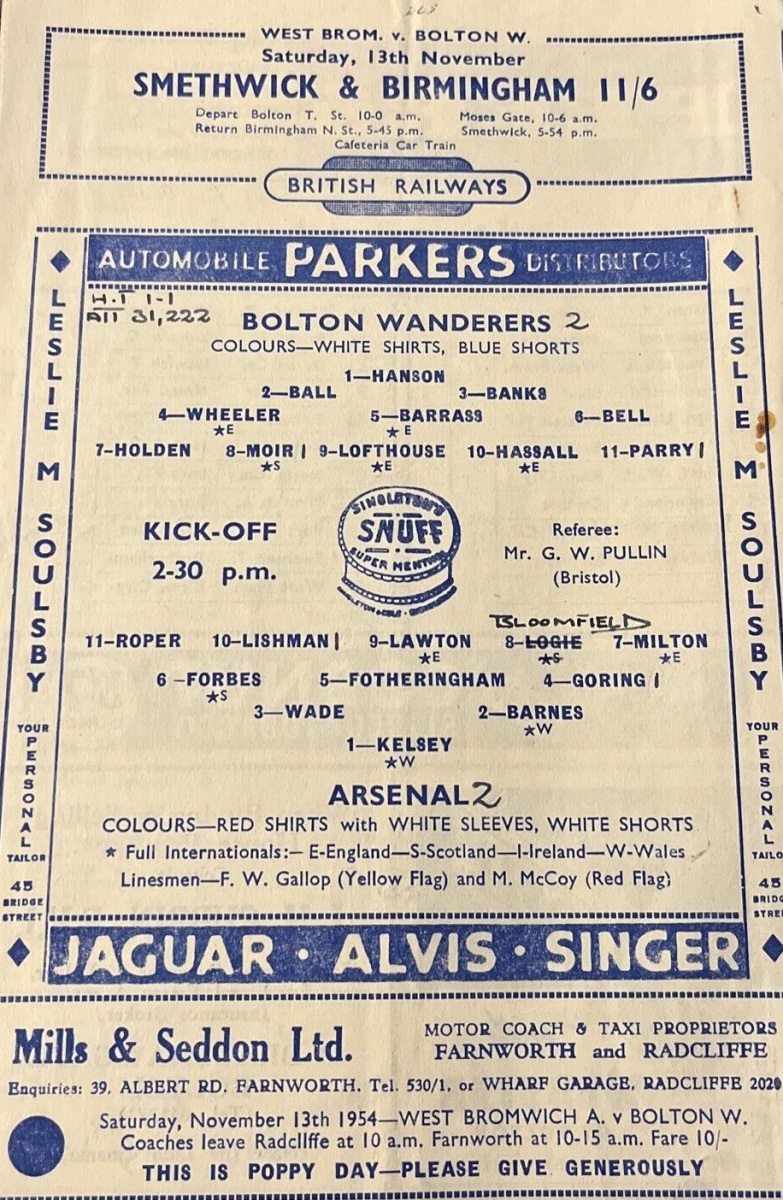 WEST BROM. v. BOLTON W.
Saturday, 13th November
SMETHWICK & BIRMINGHAM 11/6
Depart Bolton T. St. 10-0 a.m. Moses Gate, 10-6 a.m.
Return Birmingham N. St., 5-45 p.m. Smethwick, 5-54 p.m.
Cafeteria Car Train
BRITISH RAILWAYS
AUTOMOBILE PARKERS DISTRIBUTORS
LESLIE M SOULSBY
YOUR PERSONAL TAILOR
45 BRIDGE STREET
H.T 1-1
ATT 31,222
BOLTON WANDERERS 2
COLOURS—WHITE SHIRTS, BLUE SHORTS
1—HANSON
2—BALL 3—BANKS
4—WHEELER 5—BARRASS 6—BELL
★E ★E
7-HOLDEN 8-MOIR | 9-LOFTHOUSE 10-HASSALL 11-PARRY |
★S ★E ★E
SINGLETON'S
SNUFF
SUPER MENTHOL
KICK-OFF
2-30 p.m.
Referee:
Mr. G. W. PULLIN
(Bristol)
BLOOMFIELD
11-ROPER 10-LISHMAN | 9-LAWTON 8-LOGIE 7-MILTON
★E ★S ★E
6-FORBES 5—FOTHERINGHAM 4—GORING |
★S
3—WADE 2—BARNES
★W
1—KELSEY
★W
ARSENAL 2
COLOURS—RED SHIRTS with WHITE SLEEVES, WHITE SHORTS
★ Full Internationals:— E-England—S-Scotland—I-Ireland—W-Wales
Linesmen—F. W. Gallop (Yellow Flag) and M. McCoy (Red Flag)
LESLIE M SOULSBY
YOUR PERSONAL TAILO
45 BRIDG STRE
JAGUAR · ALVIS · SINGER
Mills & Seddon Ltd. MOTOR COACH & TAXI PROPRIETORS
FARNWORTH and RADCLIFFE
Enquiries: 39, ALBERT RD, FARNWORTH. Tel. 530/1, or WHARF GARAGE, RADCLIFFE 2020
Saturday, November 13th 1954—WEST BROMWICH A. v BOLTON W.
Coaches leave Radcliffe at 10 a.m. Farnworth at 10-15 a.m. Fare 10/-
THIS IS POPPY DAY—PLEASE GIVE GENEROUSLY